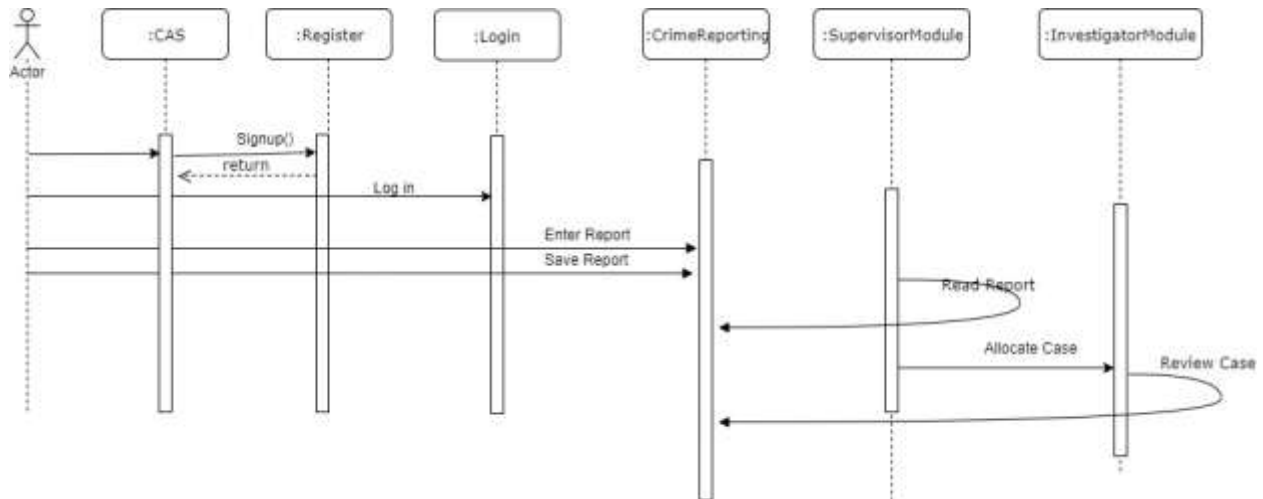 :CAS
:Register
:Login
:CrimeReporting
:SupervisorModule
:InvestigatorModule
Actor
Signup()
return
Log in
Enter Report
Save Report
Read Report
Allocate Case
Review Case